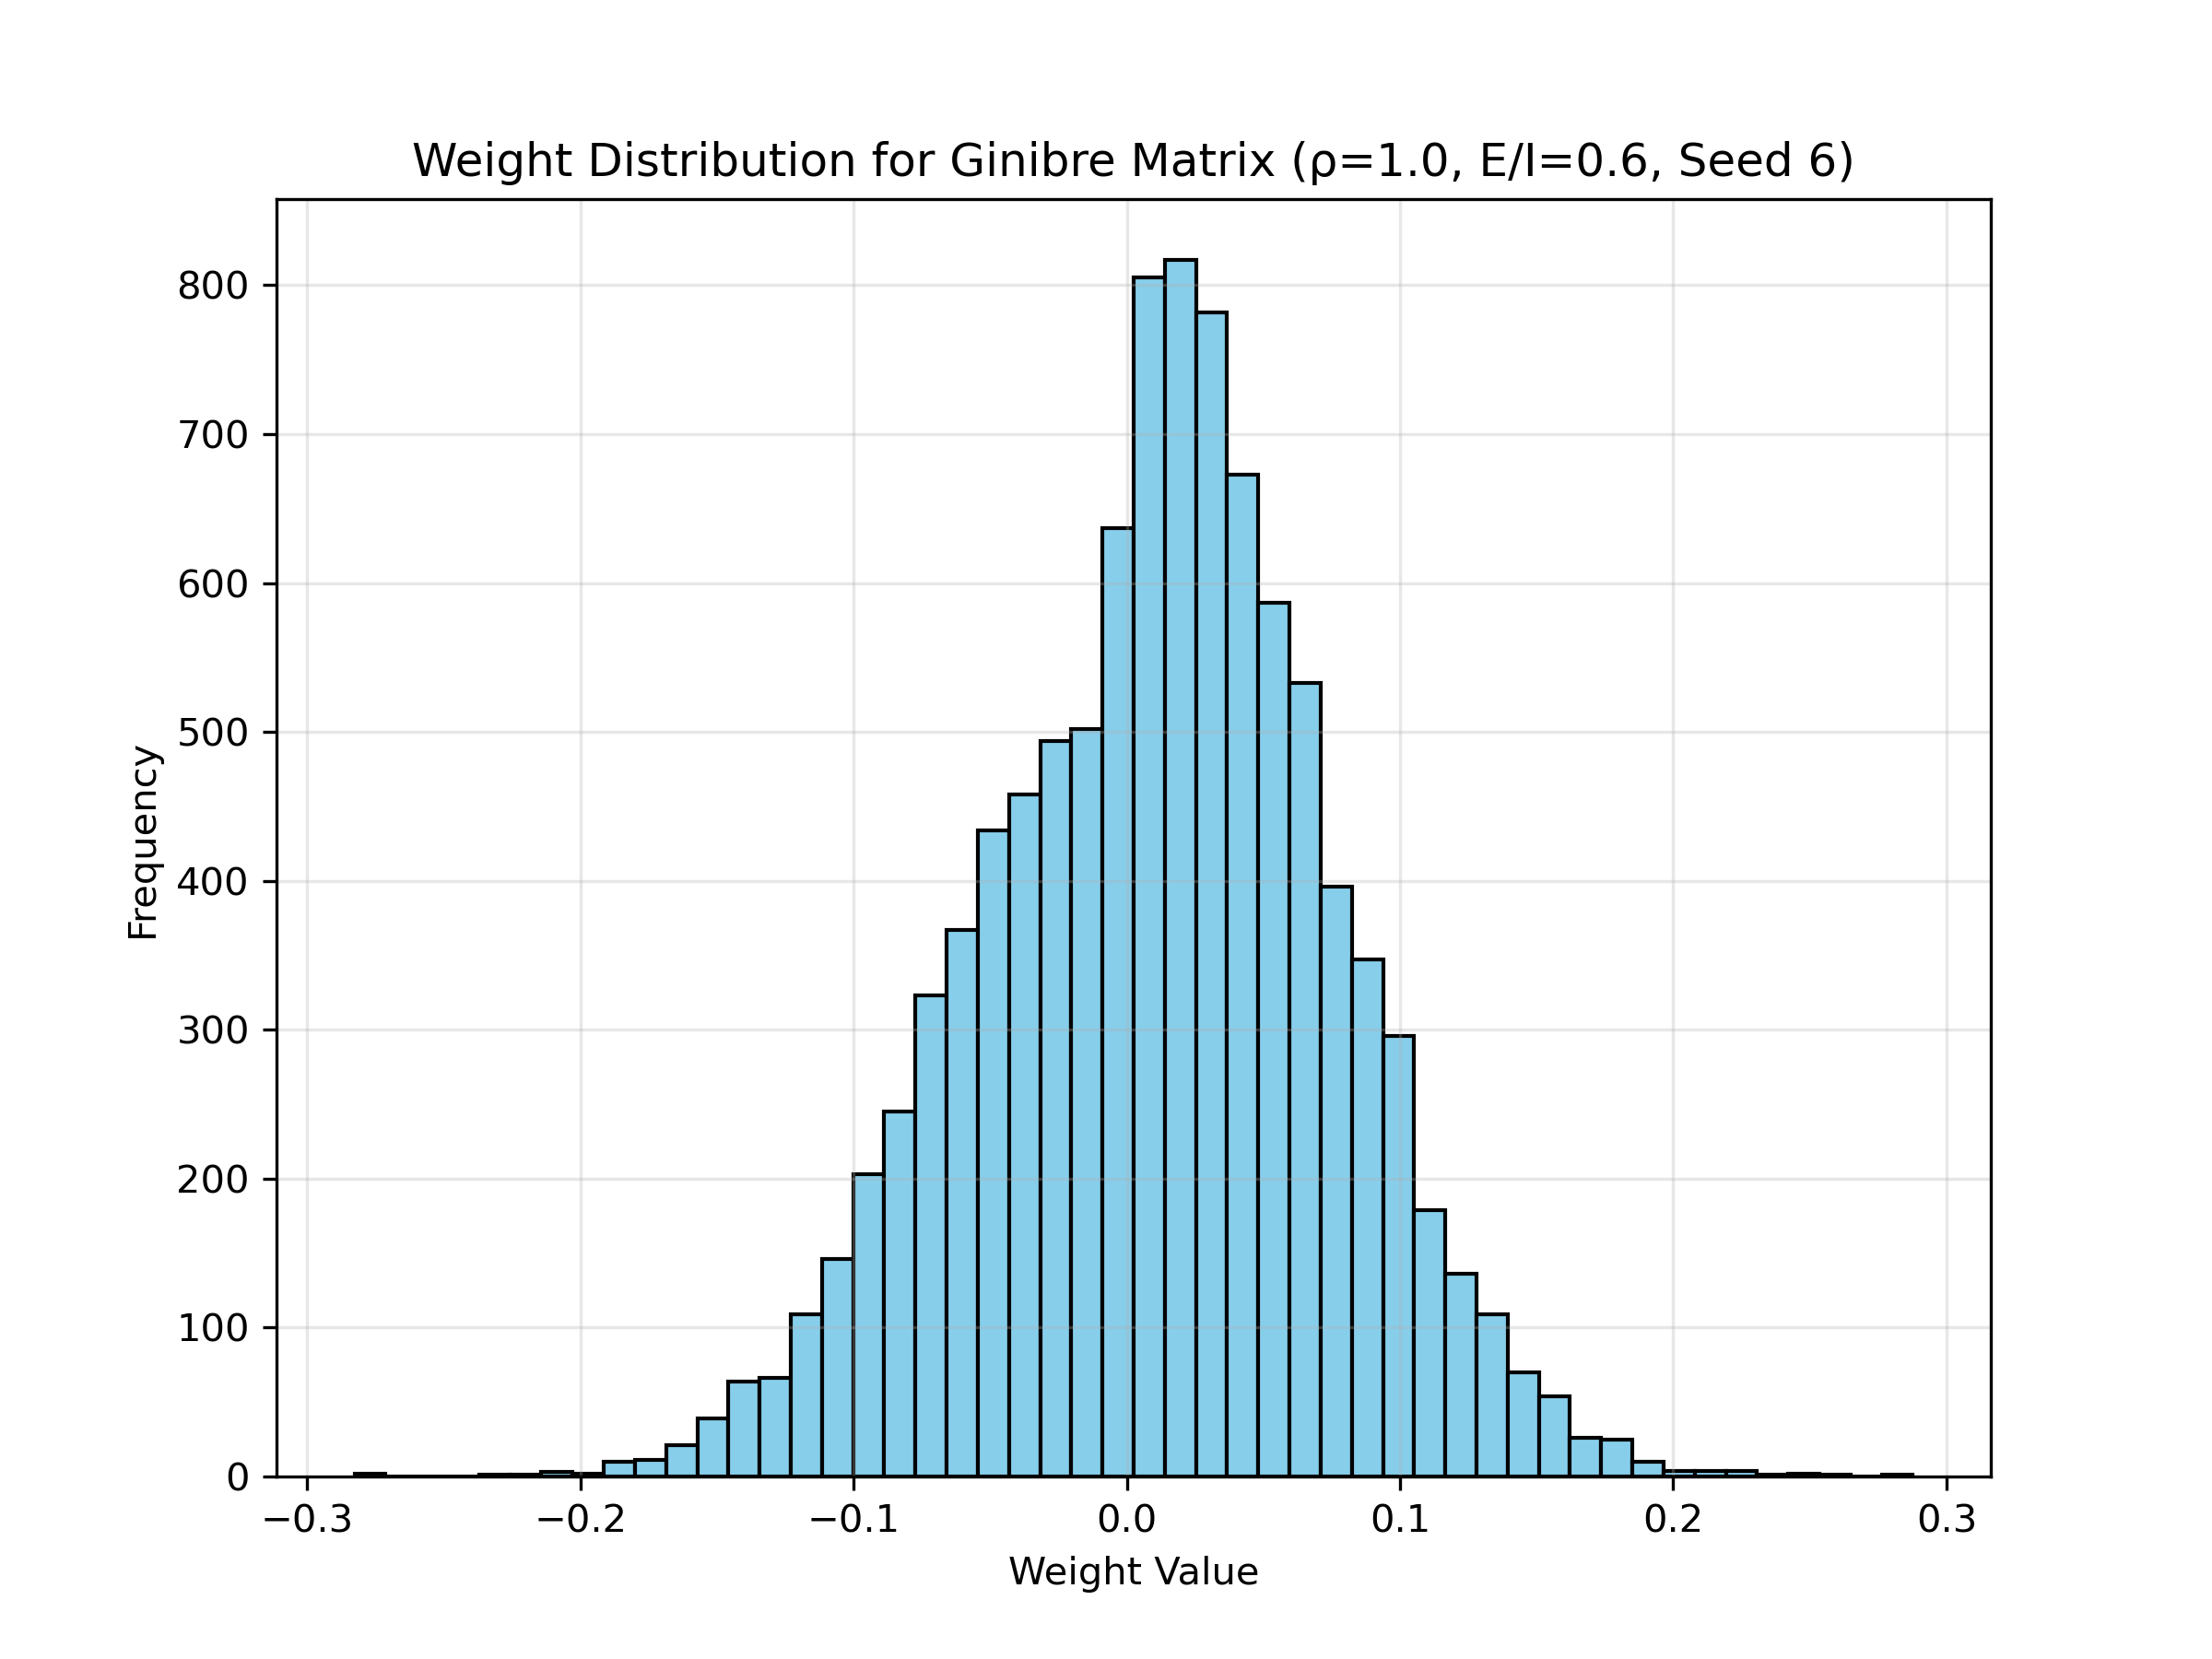 Weight Distribution for Ginibre Matrix (ρ=1.0, E/I=0.6, Seed 6)
800
700
600
500
400
300
200
100
0
Frequency
−0.3 −0.2 −0.1 0.0 0.1 0.2 0.3
Weight Value